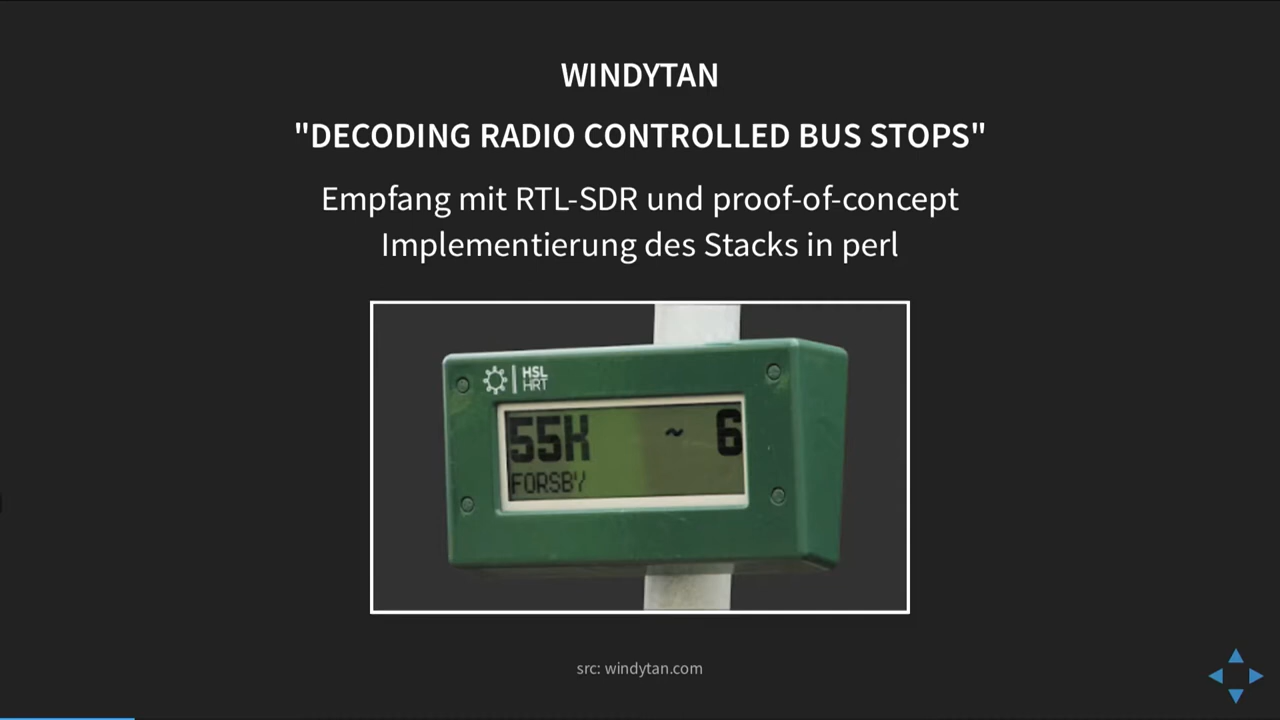 WINDYTAN
"DECODING RADIO CONTROLLED BUS STOPS"
Empfang mit RTL-SDR und proof-of-concept
Implementierung des Stacks in perl
HSL
HRT
55K ~ 6
FORSBY
src: windytan.com